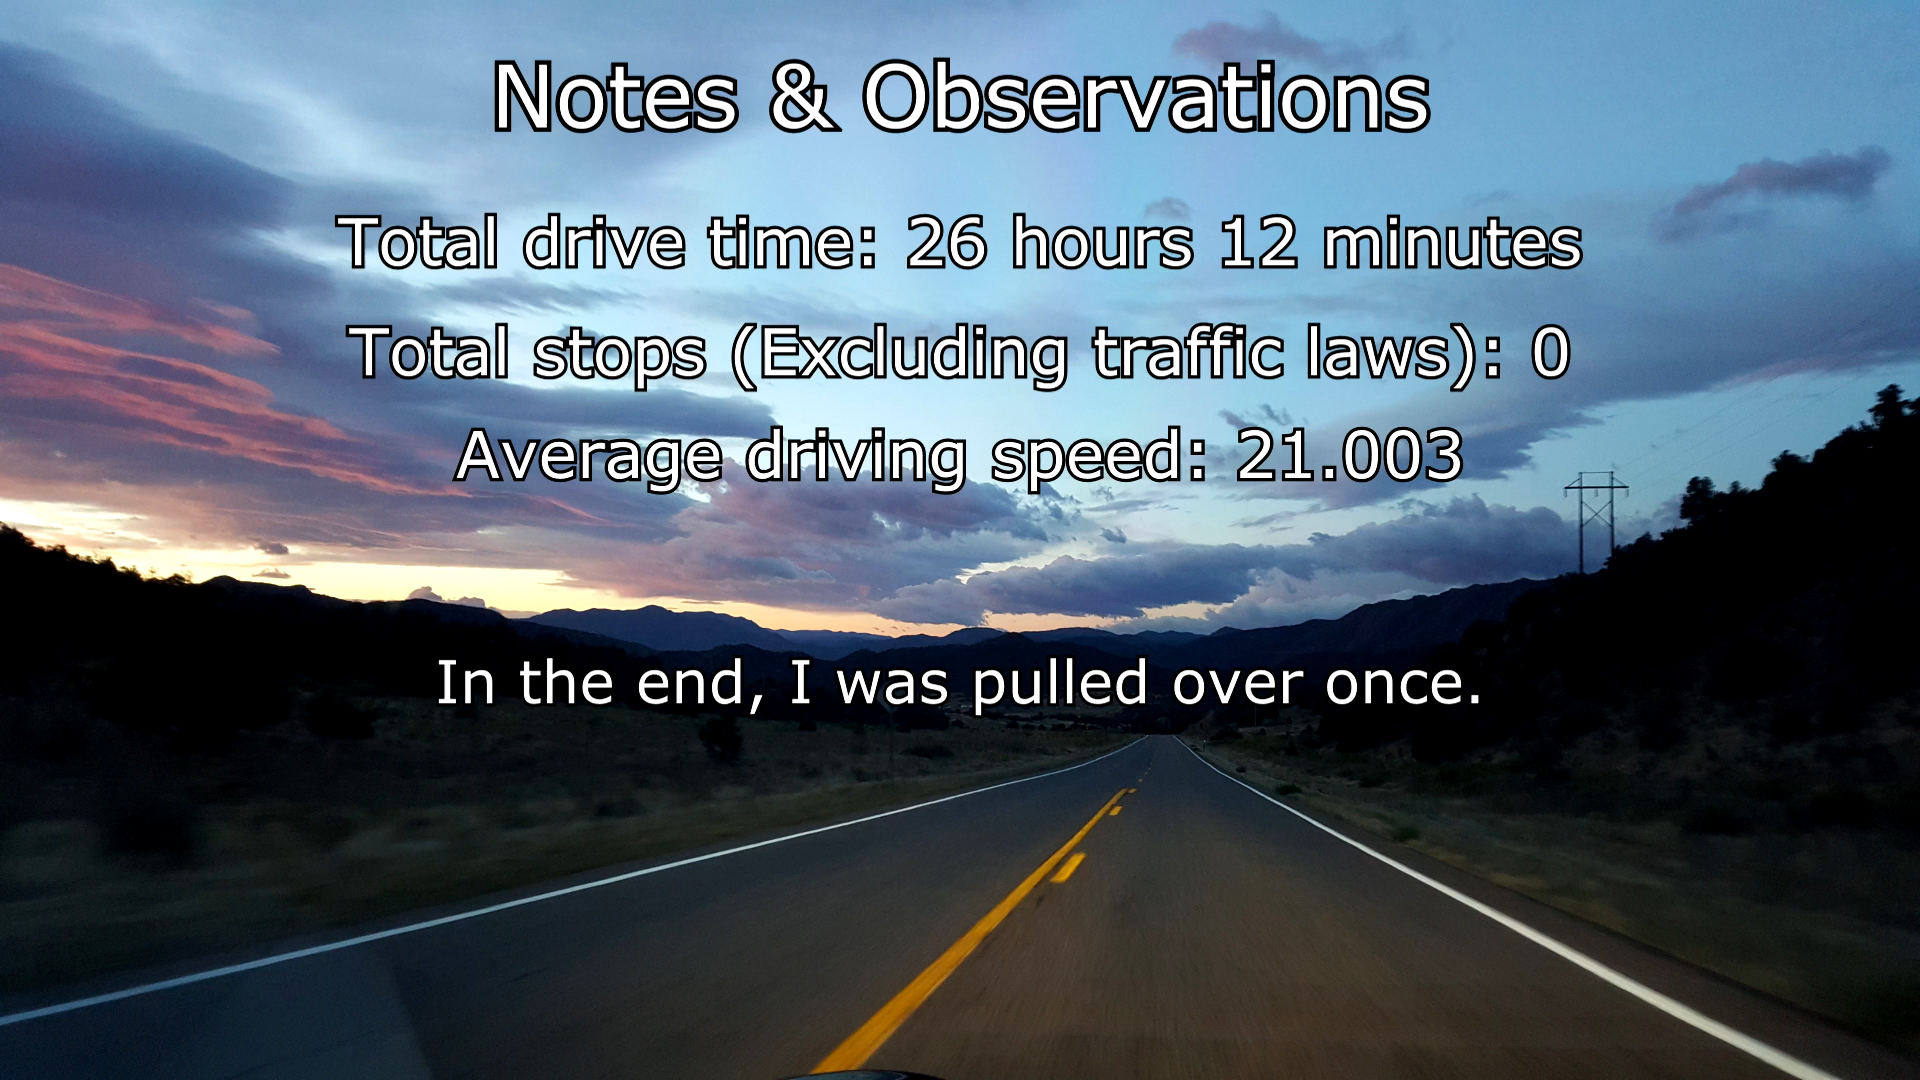 Notes & Observations
Total drive time: 26 hours 12 minutes
Total stops (Excluding traffic laws): 0
Average driving speed: 21.003
In the end, I was pulled over once.